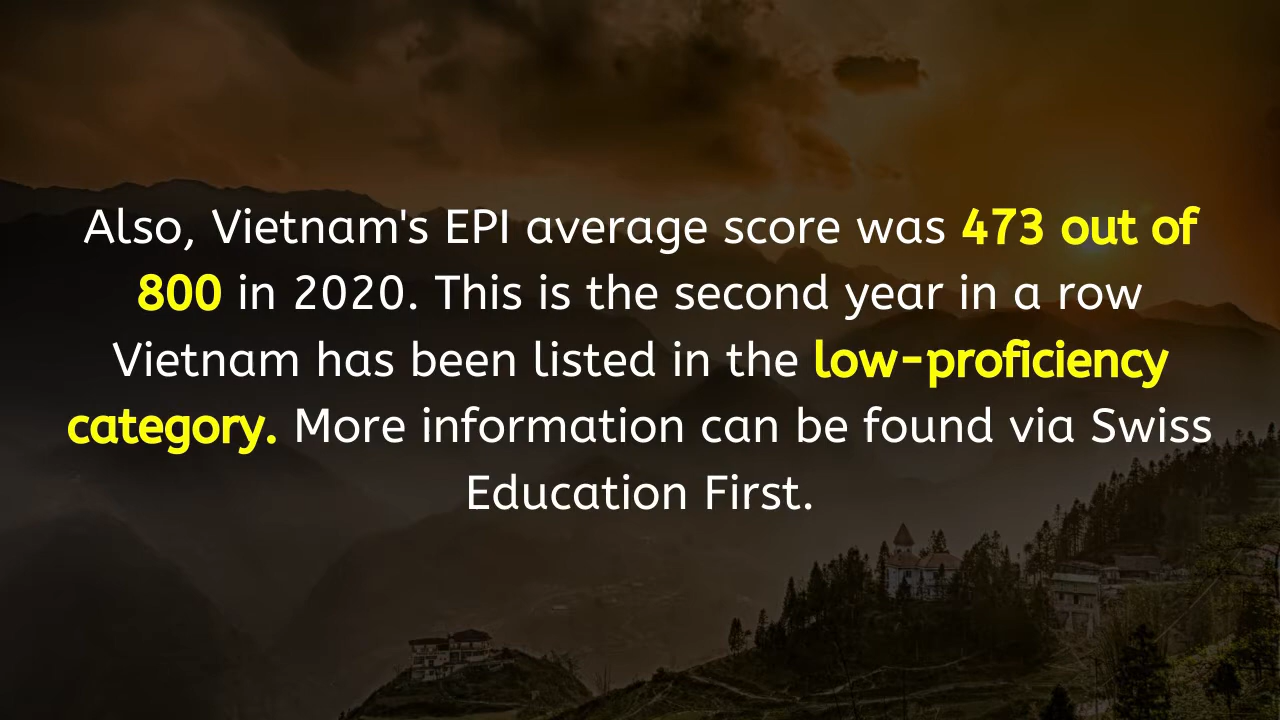 Also, Vietnam's EPI average score was 473 out of
800 in 2020. This is the second year in a row
Vietnam has been listed in the low-proficiency
category. More information can be found via Swiss
Education First.